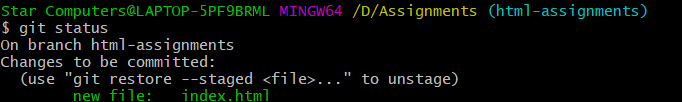 Star Computers@LAPTOP-5PF9BRML MINGW64 /D/Assignments (html-assignments)
$ git status
On branch html-assignments
Changes to be committed:
  (use "git restore --staged <file>..." to unstage)
        new file:   index.html